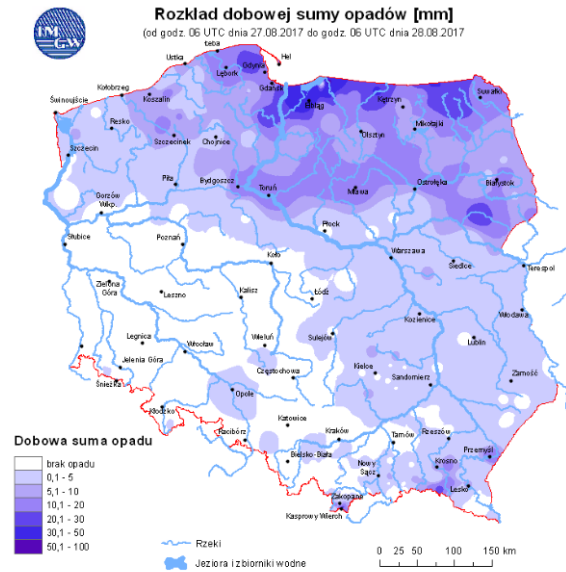 IM
GW
Rozkład dobowej sumy opadów [mm]
(od godz. 06 UTC dnia 27.08.2017 do godz. 06 UTC dnia 28.08.2017
Łeba
Hel
Ustka
Gdynia
Lębork
Gdańsk
Kołobrzeg
Koszalin
Świnoujście
Elbląg
Kętrzyn
Suwałki
Resko
Szczecinek
Chojnice
Olsztyn
Mikołajki
Szczecin
Piła
Bydgoszcz
Toruń
Mława
Ostrołęka
Białystok
Gorzów
Wlkp.
Płock
Słubice
Poznań
Koło
Warszawa
Siedlce
Terespol
Zielona
Góra
Leszno
Kalisz
Łódź
Kozienice
Włodawa
Legnica
Wrocław
Wieluń
Sulejów
Lublin
Jelenia Góra
Śnieżka
Częstochowa
Kielce
Sandomierz
Zamość
Kłodzko
Opole
Racibórz
Katowice
Kraków
Tarnów
Rzeszów
Przemyśl
Bielsko-Biała
Nowy
Sącz
Krosno
Lesko
Zakopane
Kasprowy Wierch
Dobowa suma opadu
brak opadu
0,1 - 5
5,1 - 10
10,1 - 20
20,1 - 30
30,1 - 50
50,1 - 100
Rzeki
Jeziora i zbiorniki wodne
0 25 50 100 150 km